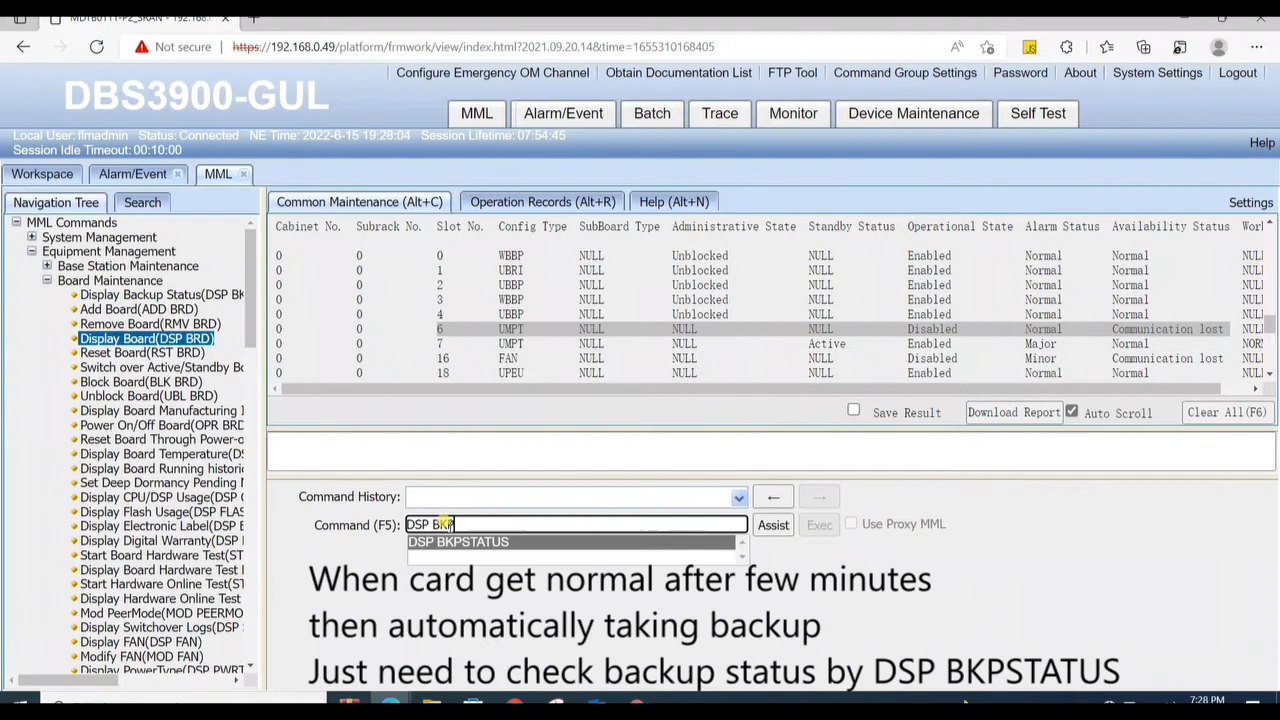 MDTB0111-P2_SRAN - 192.168.0
Not secure https://192.168.0.49/platform/frmwork/view/index.html?2021.09.20.14&time=1655310168405
Configure Emergency OM Channel Obtain Documentation List FTP Tool Command Group Settings Password About System Settings Logout
DBS3900-GUL
MML Alarm/Event Batch Trace Monitor Device Maintenance Self Test
Local User: flmadmin Status: Connected NE Time: 2022-6-15 19:28:04 Session Lifetime: 07:54:45
Session Idle Timeout: 00:10:00
Help
Workspace Alarm/Event MML
Navigation Tree Search
Common Maintenance (Alt+C) Operation Records (Alt+R) Help (Alt+N)
Settings
MML Commands
System Management
Equipment Management
Base Station Maintenance
Board Maintenance
Display Backup Status(DSP BK
Add Board(ADD BRD)
Remove Board(RMV BRD)
Display Board(DSP BRD)
Reset Board(RST BRD)
Switch over Active/Standby Bo
Block Board(BLK BRD)
Unblock Board(UBL BRD)
Display Board Manufacturing I
Power On/Off Board(OPR BRD
Reset Board Through Power-o
Display Board Temperature(DS
Display Board Running histori
Set Deep Dormancy Pending M
Display CPU/DSP Usage(DSP C
Display Flash Usage(DSP FLAS
Display Electronic Label(DSP E
Display Digital Warranty(DSP D
Start Board Hardware Test(ST
Display Board Hardware Test
Start Hardware Online Test(ST
Display Hardware Online Test
Mod PeerMode(MOD PEERMO
Display Switchover Logs(DSP
Display FAN(DSP FAN)
Modify FAN(MOD FAN)
Display PowerType(DSP PWRT
Cabinet No. Subrack No. Slot No. Config Type SubBoard Type Administrative State Standby Status Operational State Alarm Status Availability Status Worl
0 0 0 WBBP NULL Unblocked NULL Enabled Normal Normal NULL
0 0 1 UBRI NULL Unblocked NULL Enabled Normal Normal NULL
0 0 2 UBBP NULL Unblocked NULL Enabled Normal Normal NULL
0 0 3 WBBP NULL Unblocked NULL Enabled Normal Normal NULL
0 0 4 UBBP NULL Unblocked NULL Enabled Normal Normal NULL
0 0 6 UMPT NULL NULL NULL Disabled Normal Communication lost NULL
0 0 7 UMPT NULL NULL Active Enabled Major Normal NOR
0 0 16 FAN NULL NULL NULL Disabled Minor Communication lost NULL
0 0 18 UPEU NULL NULL NULL Enabled Normal Normal NULL
Save Result Download Report Auto Scroll Clear All(F6)
Command History: ← →
Command (F5): DSP BKP Assist Exec Use Proxy MML
DSP BKPSTATUS
When card get normal after few minutes
then automatically taking backup
Just need to check backup status by DSP BKPSTATUS
7:28 PM